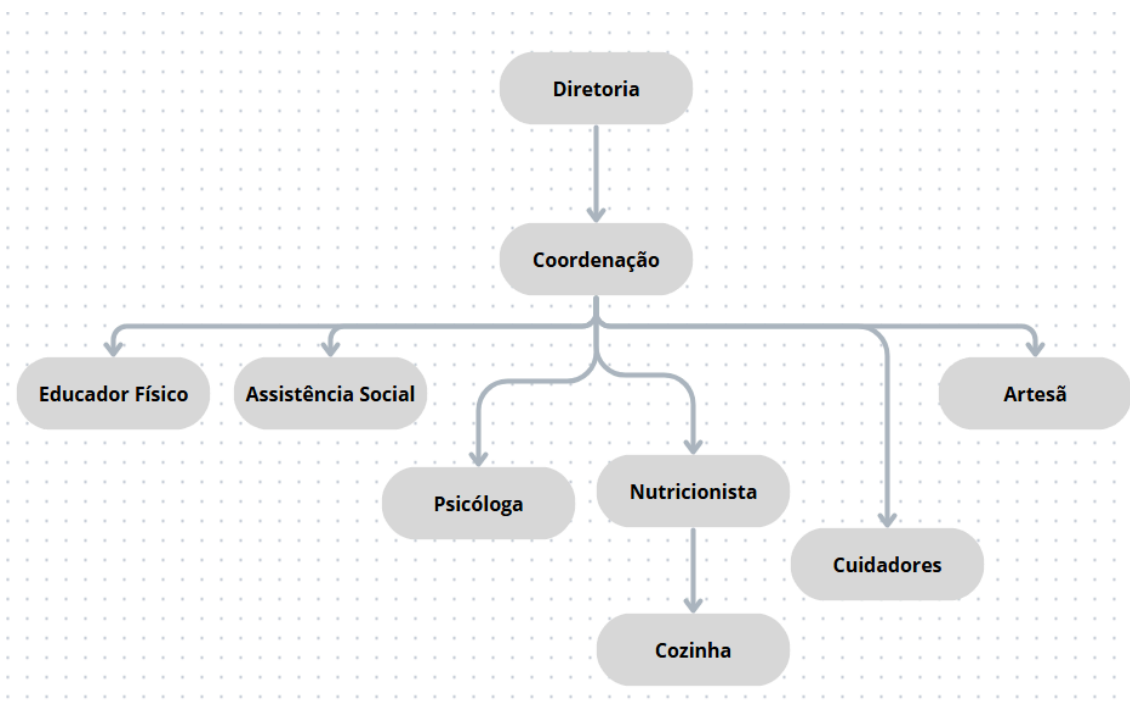 Diretoria
Coordenação
Educador Físico
Assistência Social
Artesã
Psicóloga
Nutricionista
Cuidadores
Cozinha